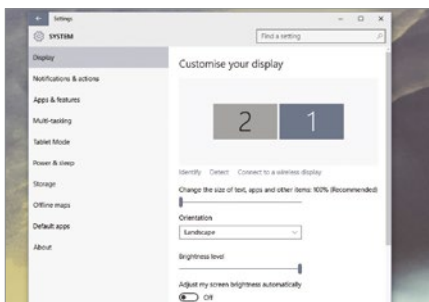 Settings
SYSTEM
Find a setting
Display
Notifications & actions
Apps & features
Multi-tasking
Tablet Mode
Power & sleep
Storage
Offline maps
Default apps
About
Customise your display
2 1
Identify Detect Connect to a wireless display
Change the size of text, apps and other items: 100% (Recommended)
Orientation
Landscape
Brightness level
Adjust my screen brightness automatically
Off